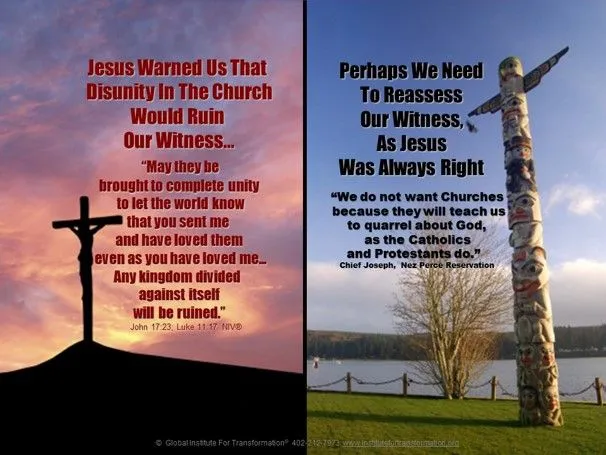 Jesus Warned Us That
Disunity In The Church
Would Ruin
Our Witness...
"May they be
brought to complete unity
to let the world know
that you sent me
and have loved them
even as you have loved me...
Any kingdom divided
against itself
will be ruined."
John 17:23; Luke 11:17 NIV®
Perhaps We Need
To Reassess
Our Witness,
As Jesus
Was Always Right
"We do not want Churches
because they will teach us
to quarrel about God,
as the Catholics
and Protestants do."
Chief Joseph, Nez Perce Reservation
© Global Institute For Transformation® 402-212-7973 www.institutefortransformation.org